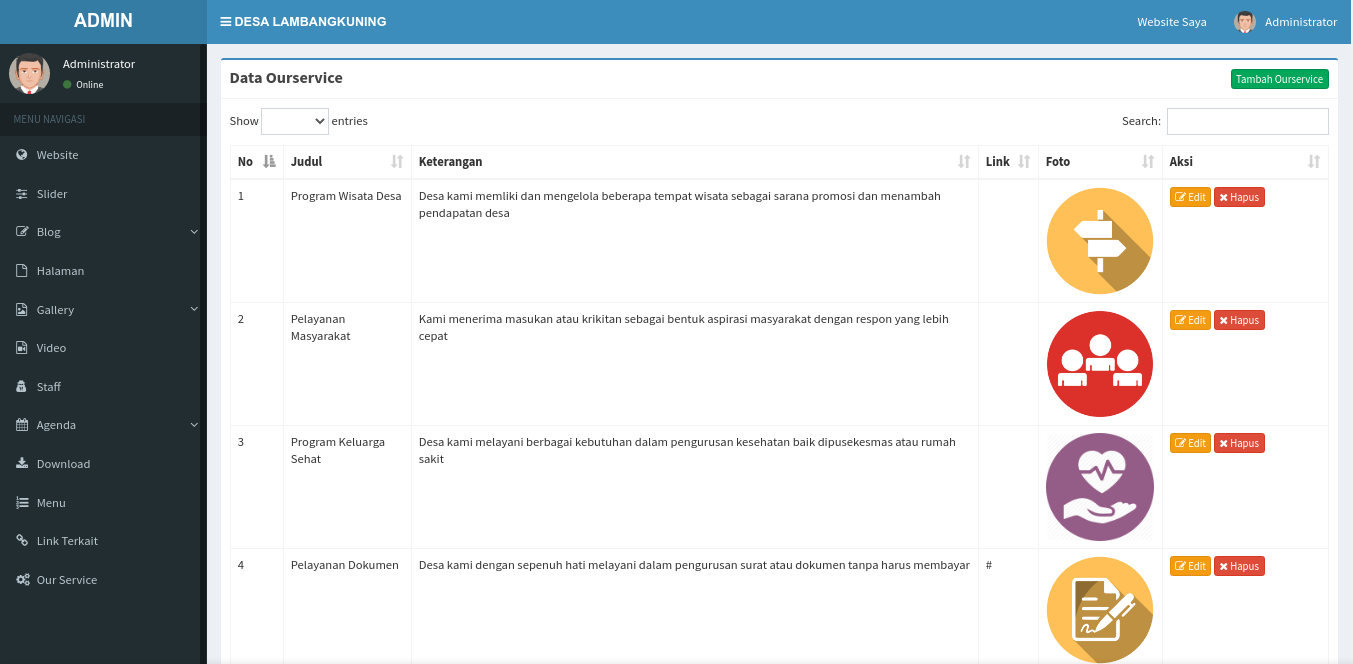 ADMIN
DESA LAMBANGKUNING
Website Saya
Administrator
Administrator
Online
MENU NAVIGASI
Website
Slider
Blog
Halaman
Gallery
Video
Staff
Agenda
Download
Menu
Link Terkait
Our Service
Data Ourservice
Tambah Ourservice
Show entries
Search:
No Judul Keterangan Link Foto Aksi
1 Program Wisata Desa Desa kami memliki dan mengelola beberapa tempat wisata sebagai sarana promosi dan menambah Edit Hapus
pendapatan desa
2 Pelayanan Kami menerima masukan atau krikitan sebagai bentuk aspirasi masyarakat dengan respon yang lebih Edit Hapus
Masyarakat cepat
3 Program Keluarga Desa kami melayani berbagai kebutuhan dalam pengurusan kesehatan baik dipusekesmas atau rumah Edit Hapus
Sehat sakit
4 Pelayanan Dokumen Desa kami dengan sepenuh hati melayani dalam pengurusan surat atau dokumen tanpa harus membayar # Edit Hapus